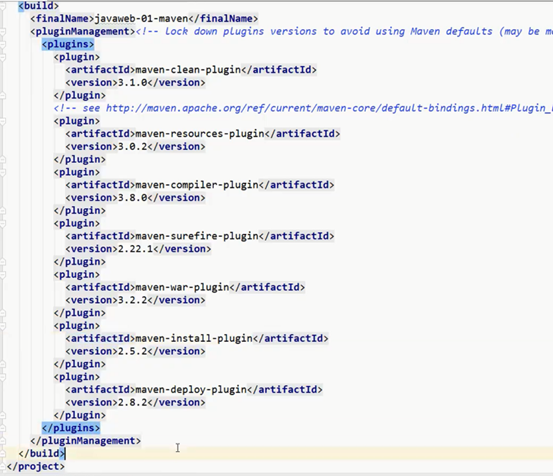 <build>
<finalName>javaweb-01-maven</finalName>
<pluginManagement><!-- lock down plugins versions to avoid using Maven defaults (may be
<plugins>
<plugin>
<artifactId>maven-clean-plugin</artifactId>
<version>3.1.0</version>
</plugin>
<!-- see http://maven.apache.org/ref/current/maven-core/default-bindings.html#Plugin_
<plugin>
<artifactId>maven-resources-plugin</artifactId>
<version>3.0.2</version>
</plugin>
<plugin>
<artifactId>maven-compiler-plugin</artifactId>
<version>3.8.0</version>
</plugin>
<plugin>
<artifactId>maven-surefire-plugin</artifactId>
<version>2.22.1</version>
</plugin>
<plugin>
<artifactId>maven-war-plugin</artifactId>
<version>3.2.2</version>
</plugin>
<plugin>
<artifactId>maven-install-plugin</artifactId>
<version>2.5.2</version>
</plugin>
<plugin>
<artifactId>maven-deploy-plugin</artifactId>
<version>2.8.2</version>
</plugin>
</plugins>
</pluginManagement>
</build>
</project>